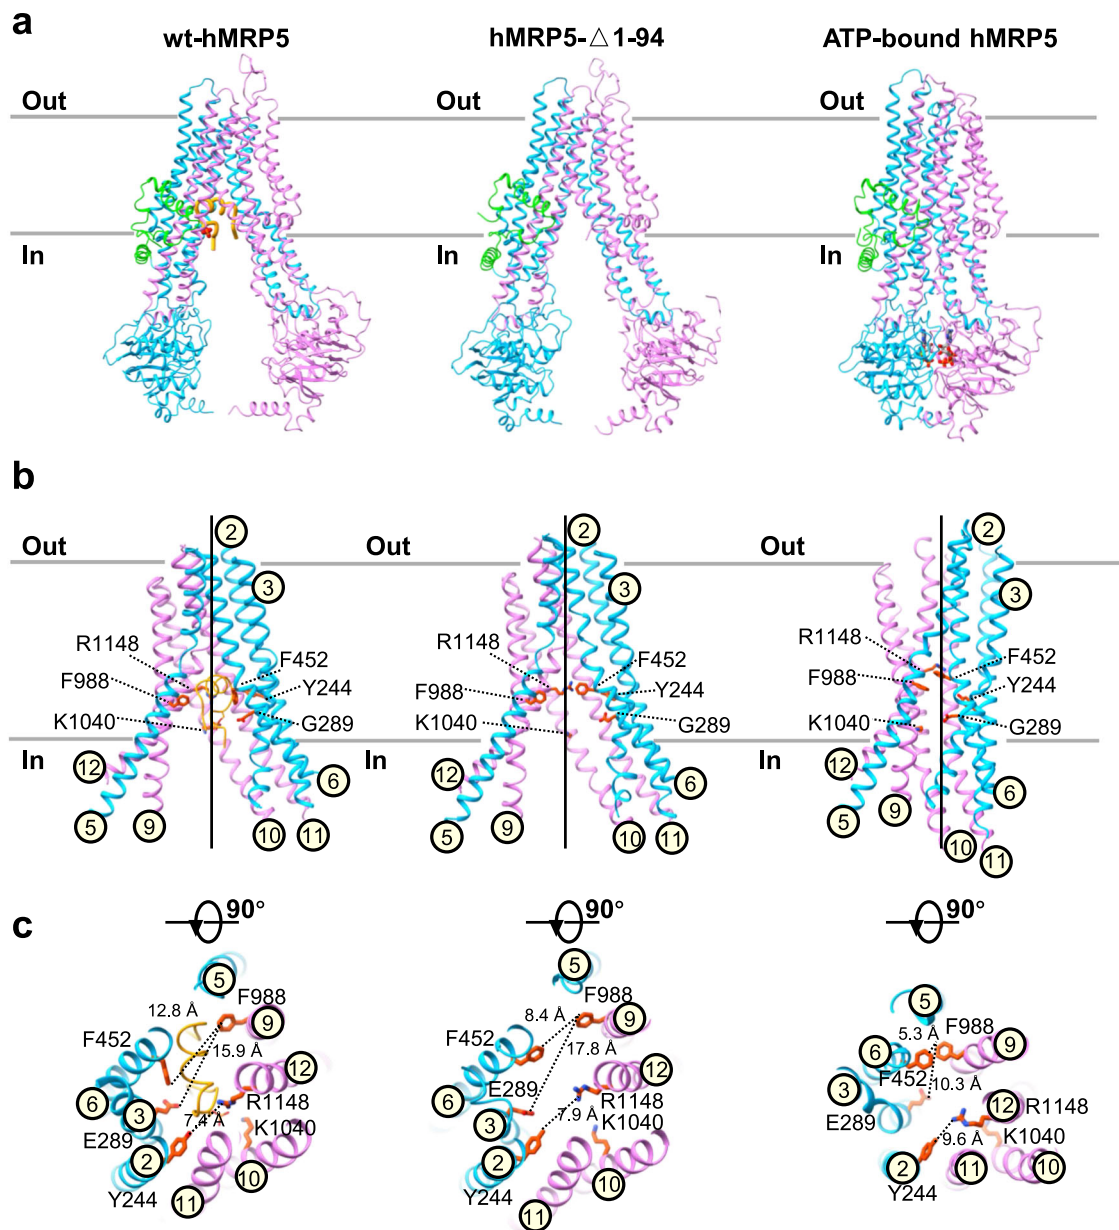 a
wt-hMRP5
hMRP5-△1-94
ATP-bound hMRP5
Out
Out
Out
In
In
In
b
2
2
2
Out
Out
Out
3
3
3
R1148
F988
K1040
F452
Y244
G289
In
12
5
9
10
11
6
R1148
F988
K1040
F452
Y244
G289
In
12
5
9
10
11
6
R1148
F988
K1040
F452
Y244
G289
In
12
5
9
10
11
6
c
90°
90°
90°
5
12.8 Å
F988
9
F452
15.9 Å
12
6
3
7.4 Å
R1148
E289
K1040
2
10
Y244
11
5
F988
8.4 Å
9
F452
17.8 Å
E289
12
6
3
R1148
7.9 Å
K1040
2
10
Y244
11
5
5.3 Å
F988
9
6
F452
10.3 Å
3
12
R1148
E289
K1040
9.6 Å
2
11
10
Y244